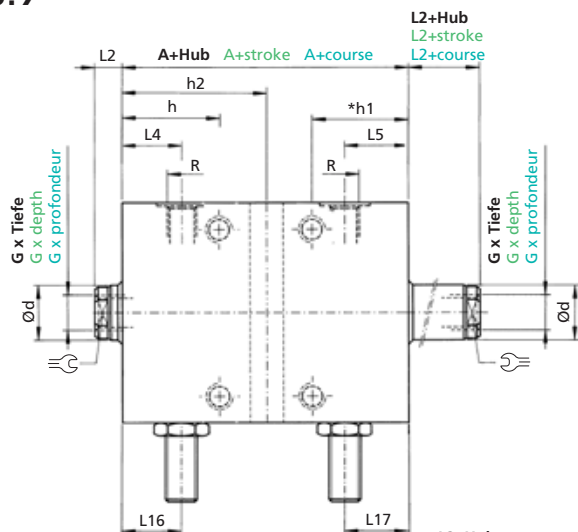 L2+Hub
L2 A+Hub A+stroke A+course L2+stroke
L2+course
h2
h *h1
L4 L5
R R
G x Tiefe
G x depth
G x profondeur
G x Tiefe
G x depth
G x profondeur
Ød Ød
L16 L17